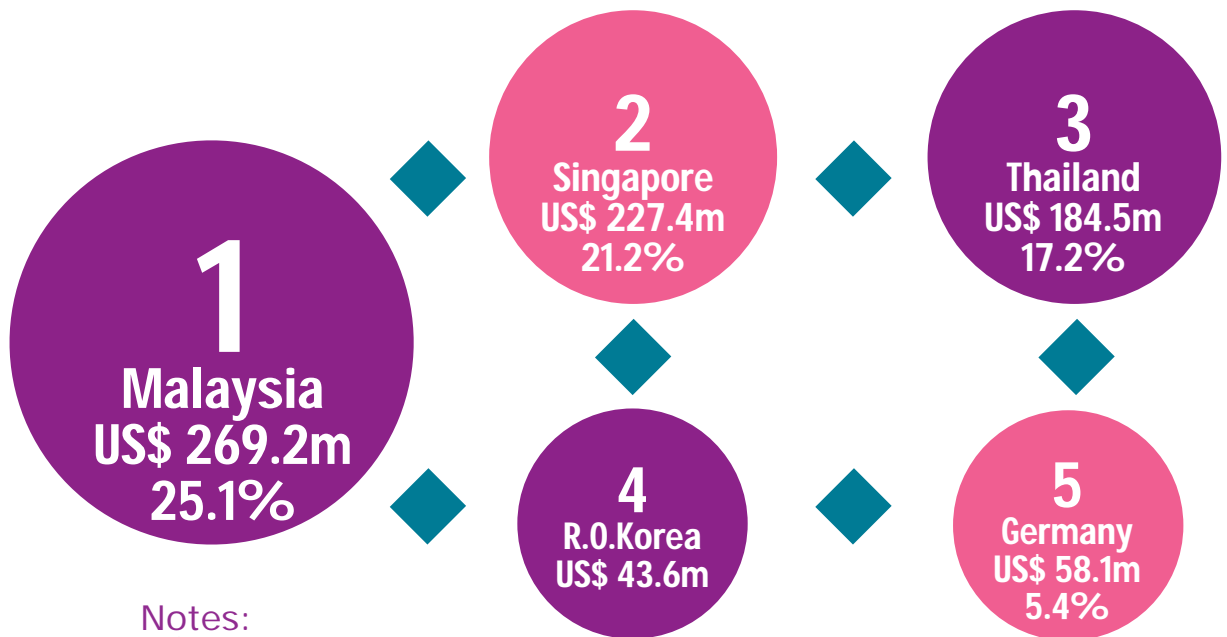 1
Malaysia
US$ 269.2m
25.1%
2
Singapore
US$ 227.4m
21.2%
3
Thailand
US$ 184.5m
17.2%
4
R.O.Korea
US$ 43.6m
5
Germany
US$ 58.1m
5.4%
Notes: